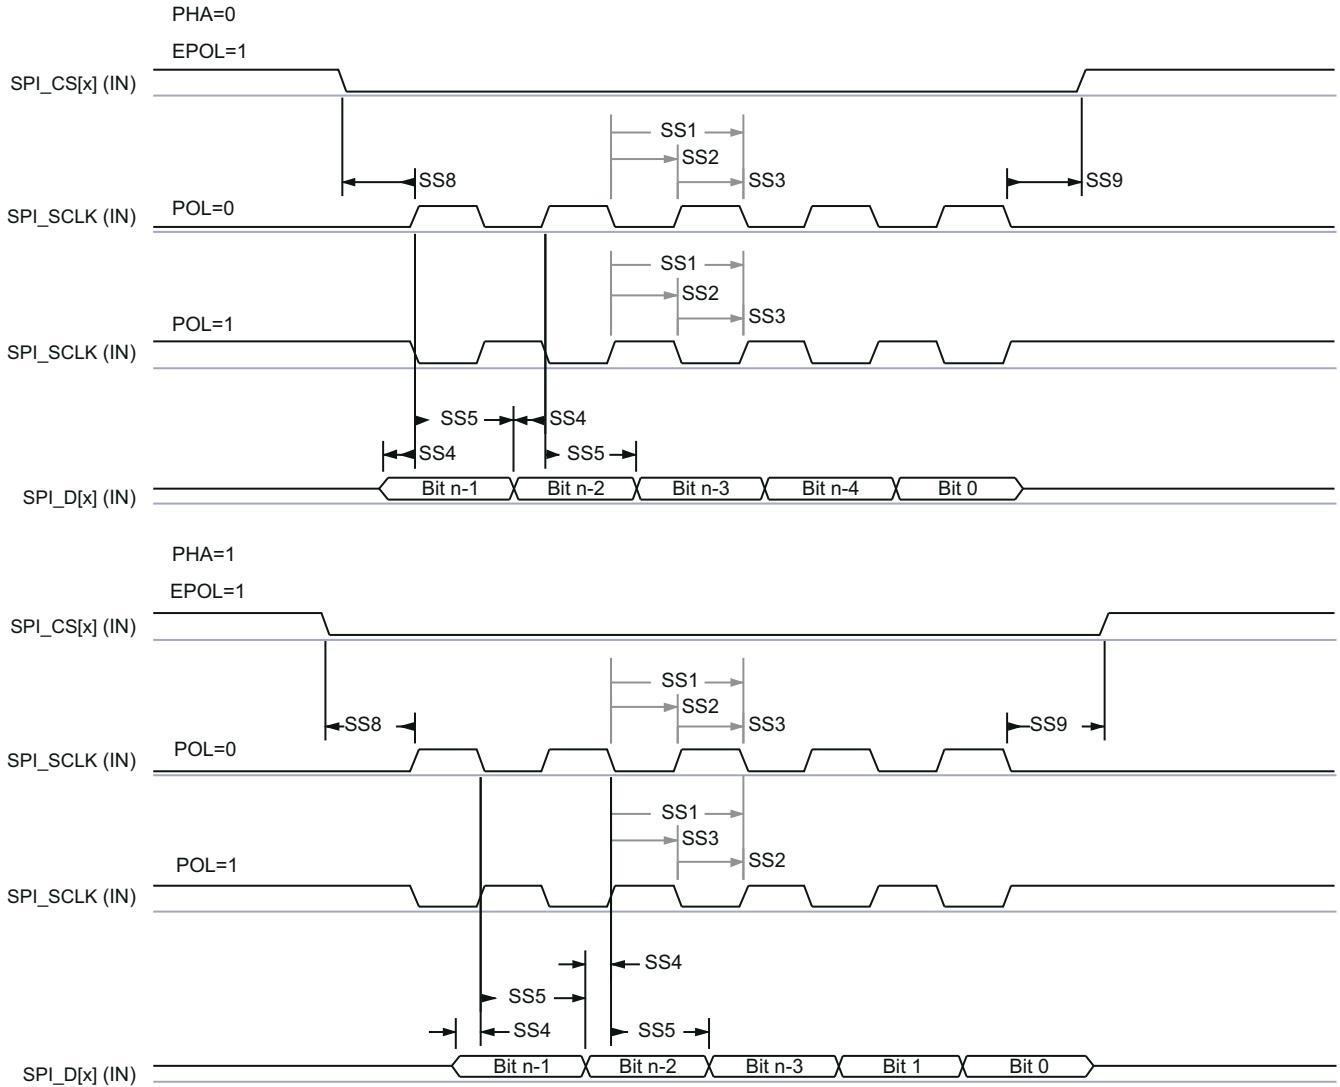 PHA=0
EPOL=1
SPI_CS[x] (IN)
SS1
SS2
SS8
SS3
SS9
POL=0
SPI_SCLK (IN)
SS1
SS2
SS3
POL=1
SPI_SCLK (IN)
SS5
SS4
SS4
SS5
Bit n-1
Bit n-2
Bit n-3
Bit n-4
Bit 0
SPI_D[x] (IN)
PHA=1
EPOL=1
SPI_CS[x] (IN)
SS1
SS2
SS8
SS3
SS9
POL=0
SPI_SCLK (IN)
SS1
SS3
SS2
POL=1
SPI_SCLK (IN)
SS4
SS5
SS4
SS5
Bit n-1
Bit n-2
Bit n-3
Bit 1
Bit 0
SPI_D[x] (IN)